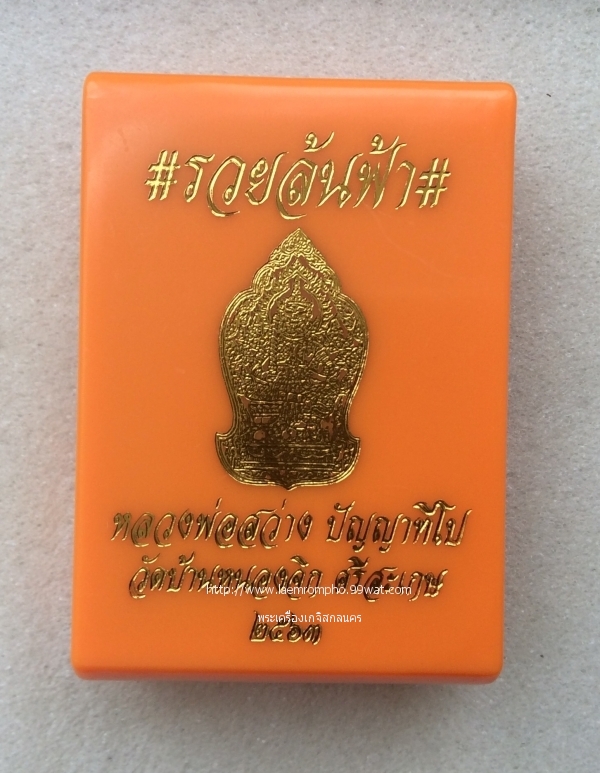 #รวยล้นฟ้า#
หลวงพ่อสว่าง ปัญญาทีโป
วัดบ้านหนองจิก ศรีสะเกษ
http://www.laemrompho.99wat.com/
พระเครื่องเกจิสกลนคร
๒๕๖๓